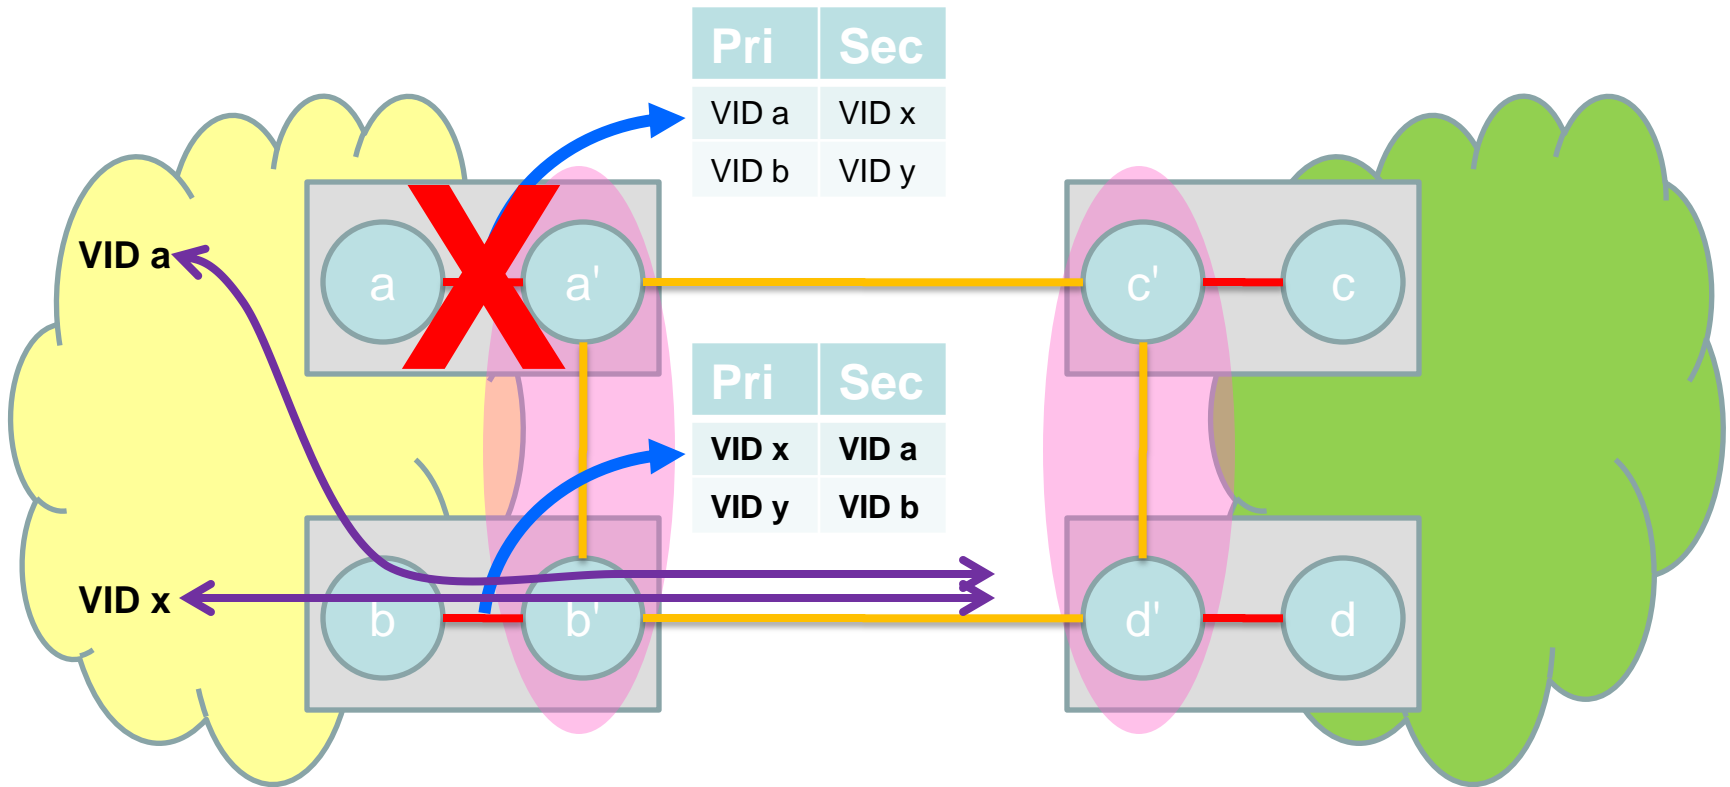 Pri Sec
VID a VID x
VID b VID y
VID a
a a' c' c
Pri Sec
VID x VID a
VID y VID b
VID x
b b' d' d